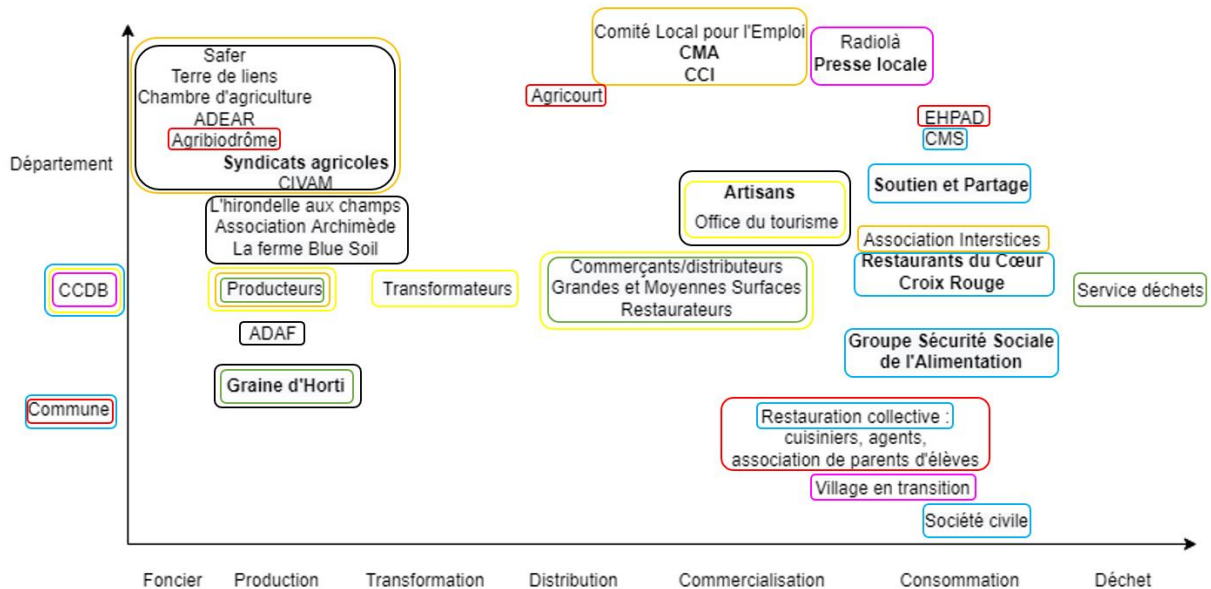 Comité Local pour l'Emploi
CMA
CCI
Radiolà
Presse locale
Safer
Terre de liens
Chambre d'agriculture
ADEAR
Agribiodrôme
Syndicats agricoles
CIVAM
Agricourt
EHPAD
CMS
Département
Soutien et Partage
Artisans
Office du tourisme
L'hirondelle aux champs
Association Archimède
La ferme Blue Soil
Association Interstices
Restaurants du Cœur
Croix Rouge
CCDB
Producteurs
Transformateurs
Commerçants/distributeurs
Grandes et Moyennes Surfaces
Restaurateurs
Service déchets
ADAF
Groupe Sécurité Sociale
de l'Alimentation
Graine d'Horti
Commune
Restauration collective :
cuisiniers, agents,
association de parents d'élèves
Village en transition
Société civile
Foncier
Production
Transformation
Distribution
Commercialisation
Consommation
Déchet